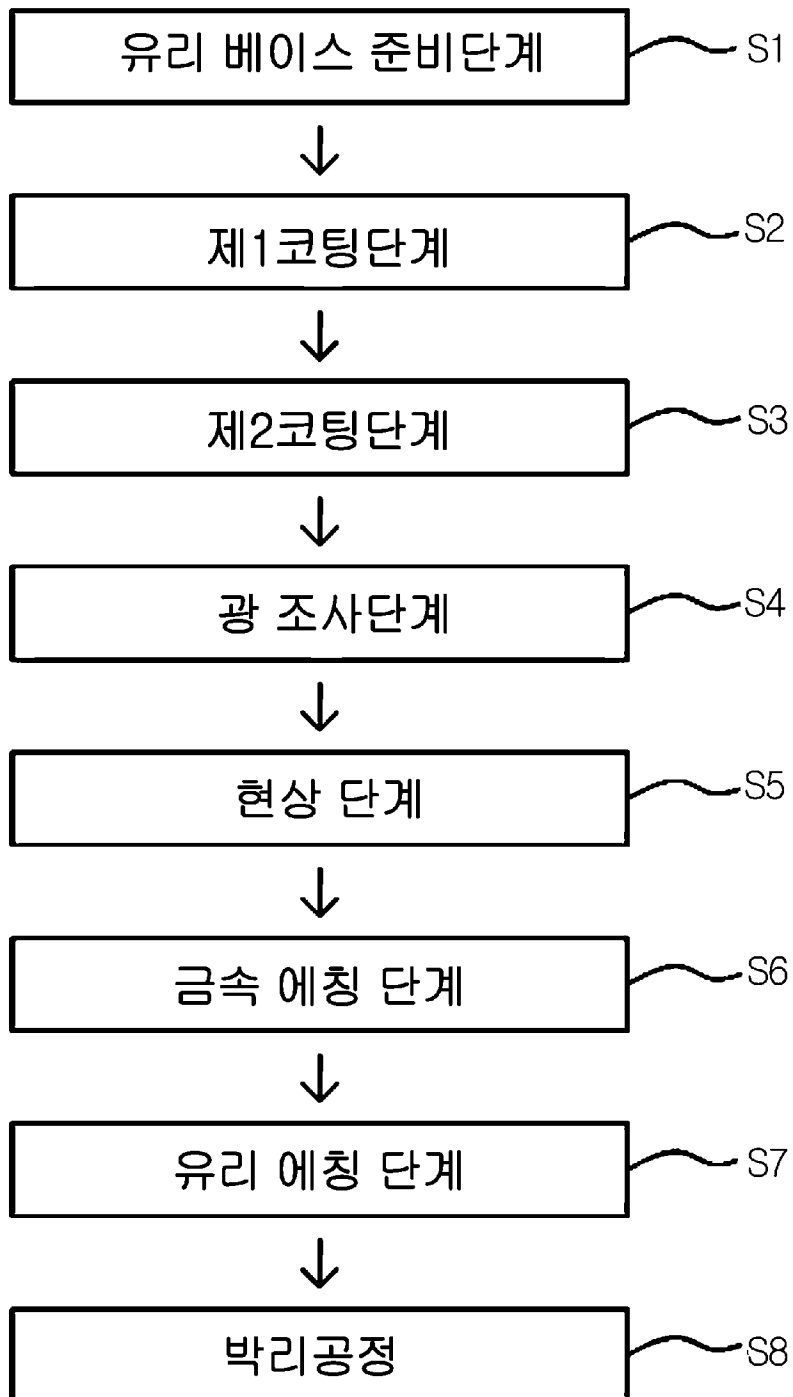 유리 베이스 준비단계 S1
제1코팅단계 S2
제2코팅단계 S3
광 조사단계 S4
현상 단계 S5
금속 에칭 단계 S6
유리 에칭 단계 S7
박리공정 S8